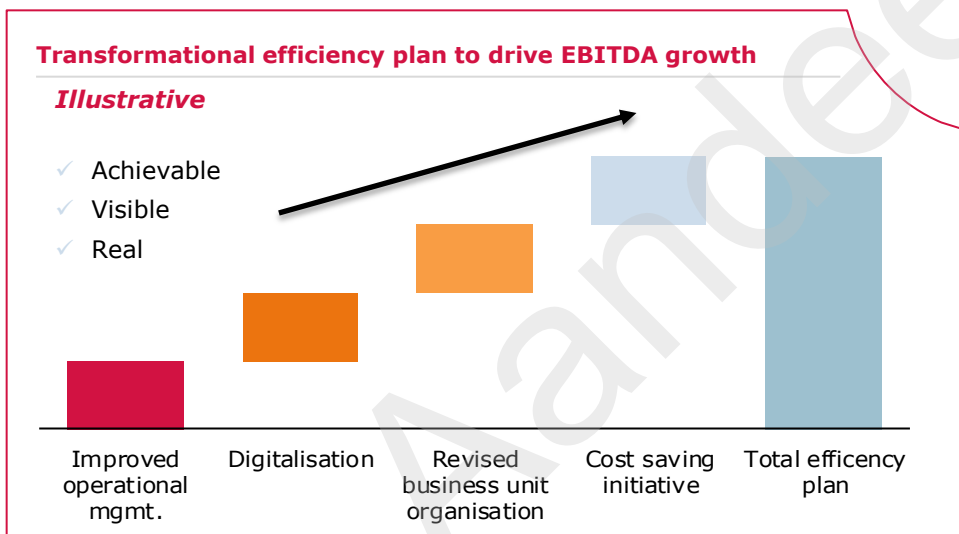 Transformational efficiency plan to drive EBITDA growth
Illustrative
✓ Achievable
✓ Visible
✓ Real
Improved
operational
mgmt.
Digitalisation
Revised
business unit
organisation
Cost saving
initiative
Total efficency
plan
Aandee